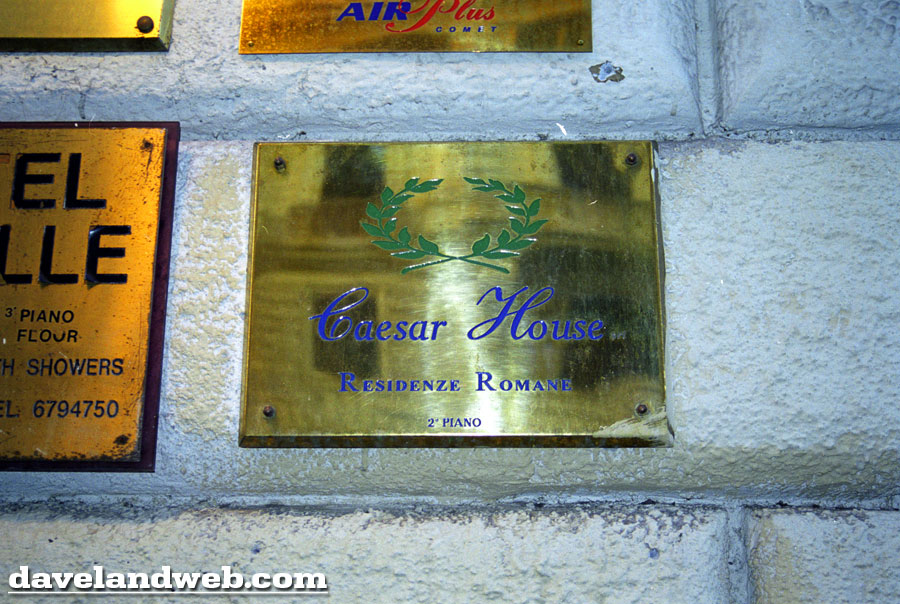 AIR Plus
COMET
EL
LLE
3° PIANO
FLOOR
TH SHOWERS
EL. 6794750
Caesar House
RESIDENZE ROMANE
2° PIANO
davelandweb.com